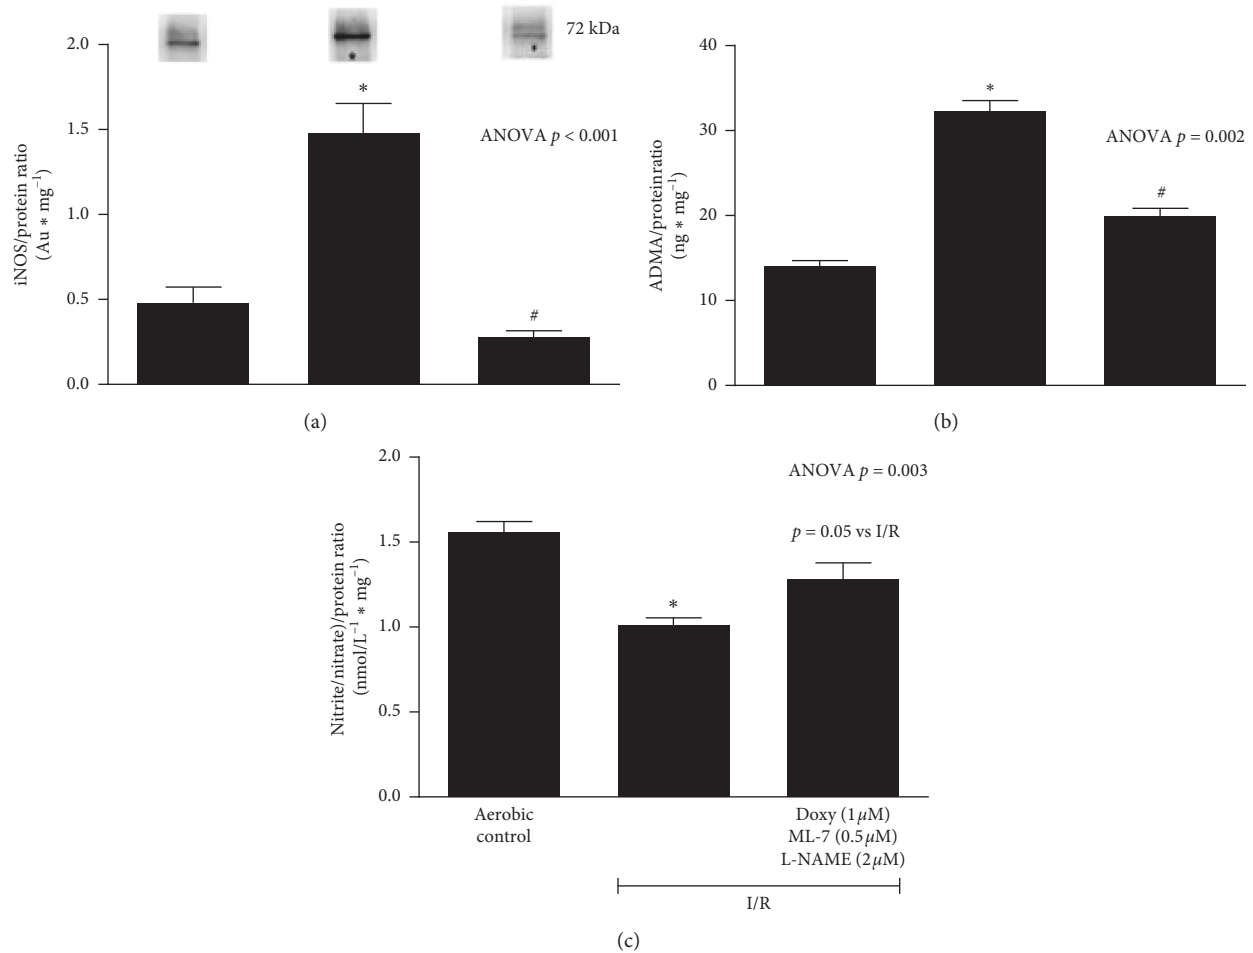 72 kDa
2.0
1.5
1.0
0.5
0.0
iNOS/protein ratio
(Au ∗ mg⁻¹)
∗
#
ANOVA p < 0.001
(a)
40
30
20
10
0
ADMA/proteinratio
(ng ∗ mg⁻¹)
∗
#
ANOVA p = 0.002
(b)
2.0
1.5
1.0
0.5
0.0
Nitrite/nitrate)/protein ratio
(nmol/L⁻¹ ∗ mg⁻¹)
∗
ANOVA p = 0.003
p = 0.05 vs I/R
Aerobic
control
Doxy (1 μM)
ML-7 (0.5 μM)
L-NAME (2 μM)
I/R
(c)